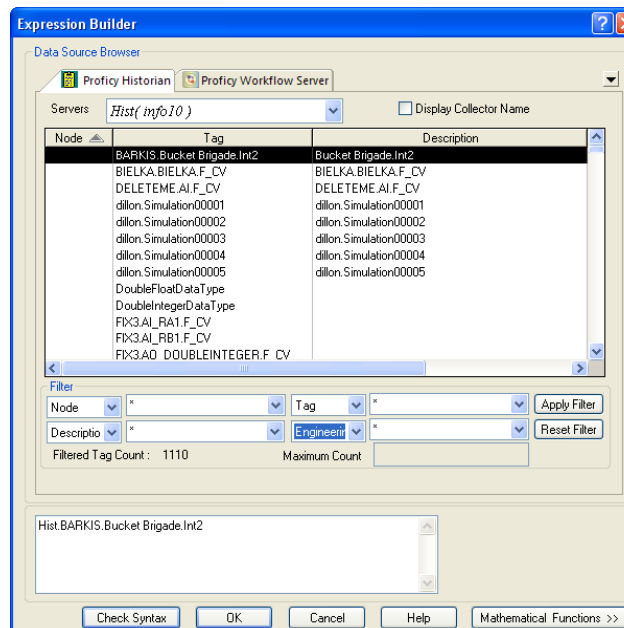 Expression Builder
Data Source Browser
Proficy Historian Proficy Workflow Server
Servers Hist( info10 ) Display Collector Name
Node Tag Description
BARKIS.Bucket Brigade.Int2 Bucket Brigade.Int2
BIELKA.BIELKA.F_CV BIELKA.BIELKA.F_CV
DELETEME.AI.F_CV DELETEME.AI.F_CV
dillon.Simulation00001 dillon.Simulation00001
dillon.Simulation00002 dillon.Simulation00002
dillon.Simulation00003 dillon.Simulation00003
dillon.Simulation00004 dillon.Simulation00004
dillon.Simulation00005 dillon.Simulation00005
DoubleFloatDataType
DoubleIntegerDataType
FIX3.AI_RA1.F_CV
FIX3.AI_RB1.F_CV
FIX3.AO_DOUBLEINTEGER.F_CV
Filter
Node * Tag * Apply Filter
Descriptio * Engineerin * Reset Filter
Filtered Tag Count : 1110 Maximum Count
Hist.BARKIS.Bucket Brigade.Int2
Check Syntax OK Cancel Help Mathematical Functions >>